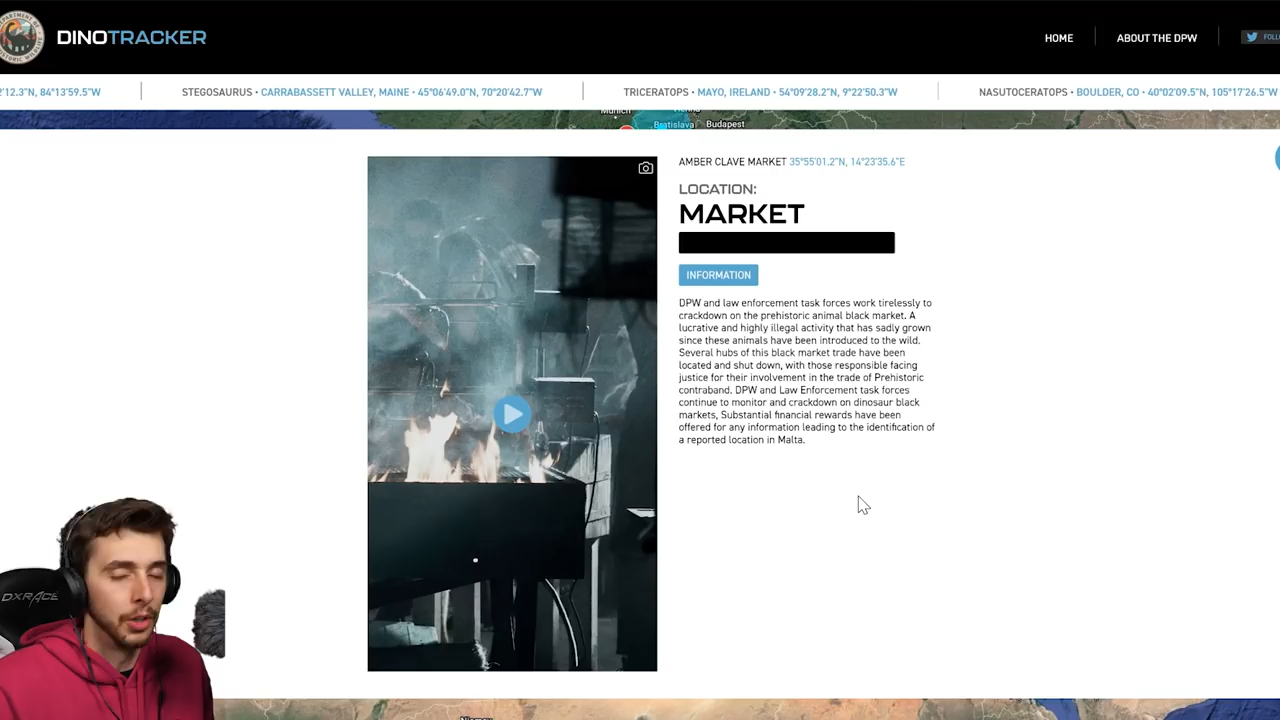 DINOTRACKER
HOME
ABOUT THE DPW
'12.3"N, 84°13'59.5"W
STEGOSAURUS • CARRABASSETT VALLEY, MAINE • 45°06'49.0"N, 70°20'42.7"W
TRICERATOPS • MAYO, IRELAND • 54°09'28.2"N, 9°22'50.3"W
NASUTOCERATOPS • BOULDER, CO • 40°02'09.5"N, 105°17'26.5"W
Bratislava
Budapest
AMBER CLAVE MARKET 35°55'01.2"N, 14°23'35.6"E
LOCATION:
MARKET
INFORMATION
DPW and law enforcement task forces work tirelessly to
crackdown on the prehistoric animal black market. A
lucrative and highly illegal activity that has sadly grown
since these animals have been introduced to the wild.
Several hubs of this black market trade have been
located and shut down, with those responsible facing
justice for their involvement in the trade of Prehistoric
contraband. DPW and Law Enforcement task forces
continue to monitor and crackdown on dinosaur black
markets, Substantial financial rewards have been
offered for any information leading to the identification of
a reported location in Malta.
DXRACE